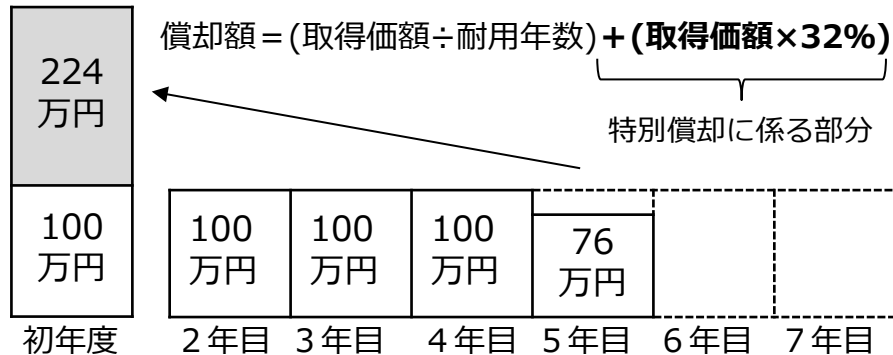 償却額＝(取得価額÷耐用年数)＋(取得価額×32%)
特別償却に係る部分
224
万円
100
万円
100
万円
100
万円
100
万円
76
万円
初年度
２年目
３年目
４年目
５年目
６年目
７年目